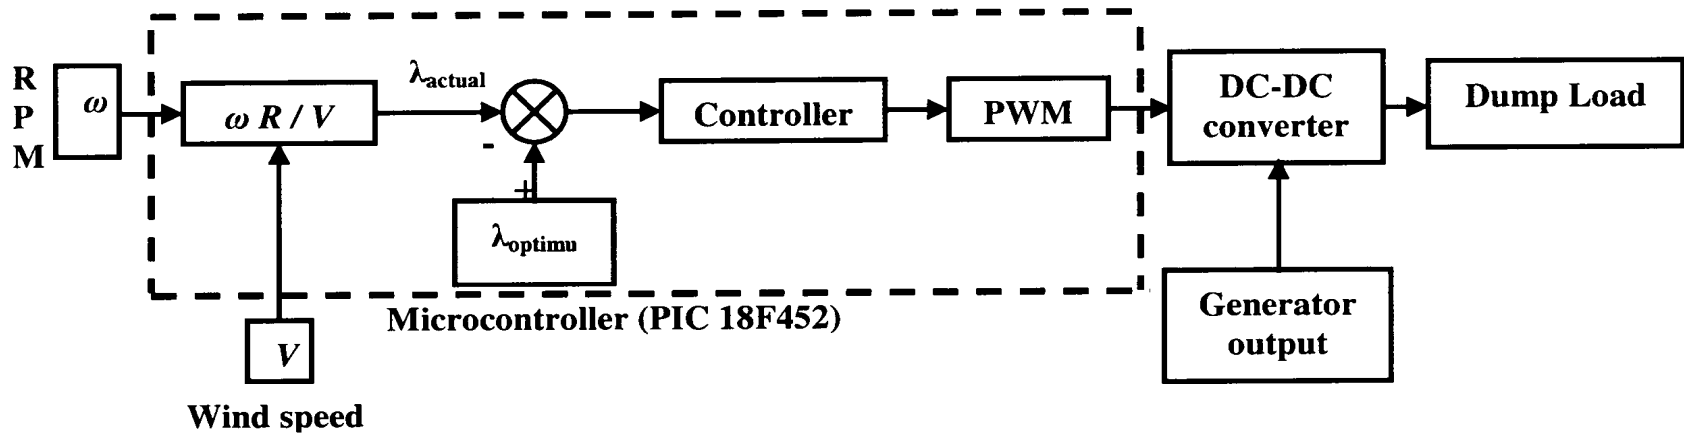 R
P
M
ω
ω R / V
λactual
-
+
λoptimu
Controller
PWM
DC-DC
converter
Dump Load
Generator
output
Microcontroller (PIC 18F452)
V
Wind speed